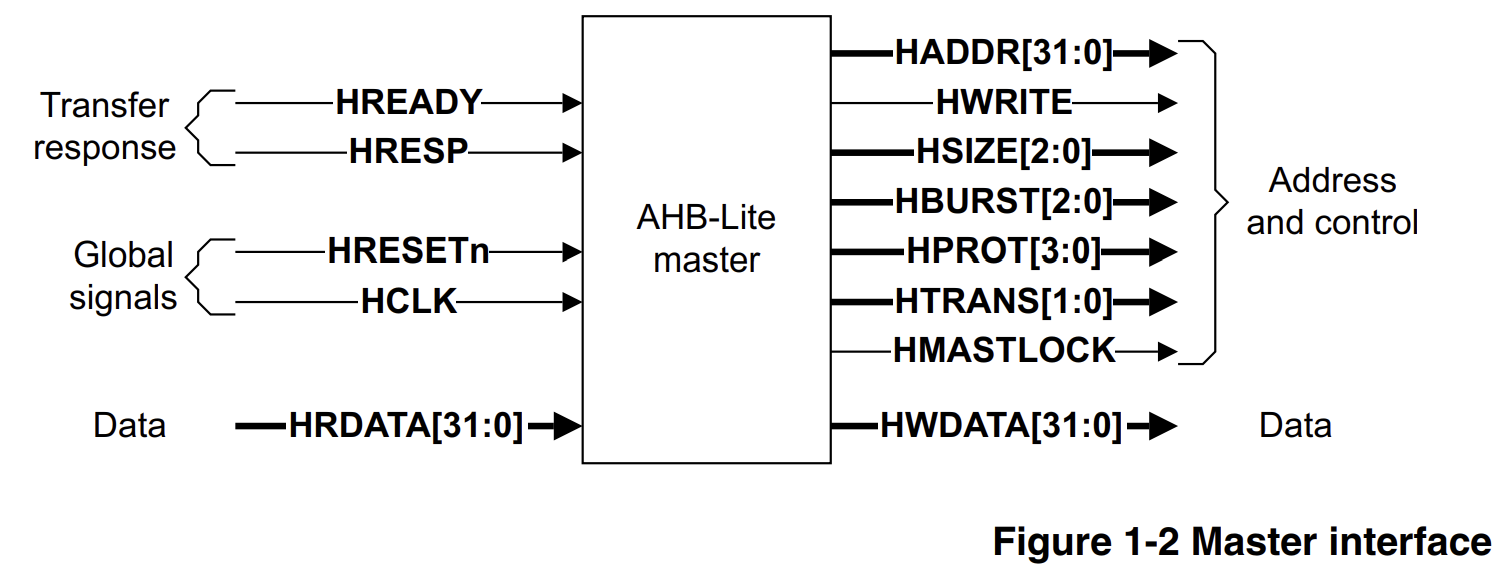 Transfer
response
HREADY
HRESP
Global
signals
HRESETn
HCLK
Data
HRDATA[31:0]
AHB-Lite
master
HADDR[31:0]
HWRITE
HSIZE[2:0]
HBURST[2:0]
HPROT[3:0]
HTRANS[1:0]
HMASTLOCK
Address
and control
HWDATA[31:0]
Data
Figure 1-2 Master interface